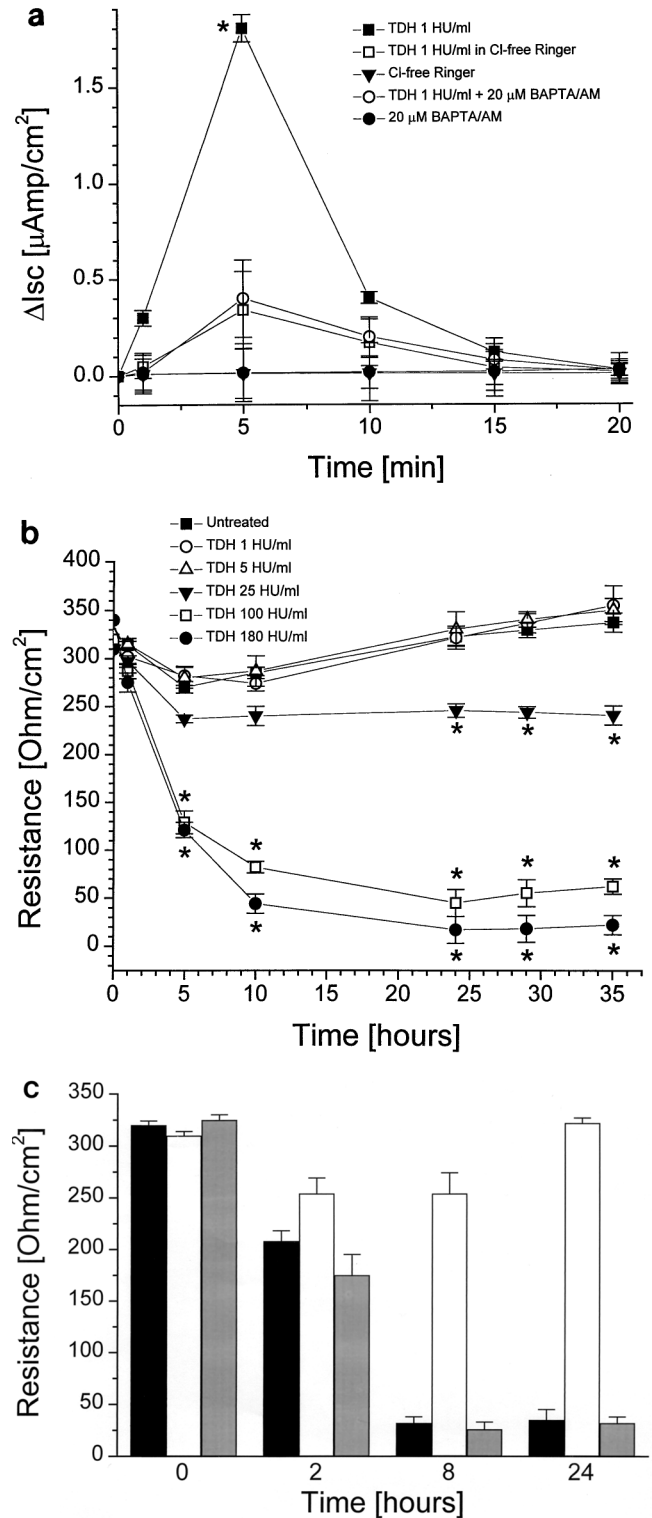 a
*
TDH 1 HU/ml
TDH 1 HU/ml in Cl-free Ringer
Cl-free Ringer
TDH 1 HU/ml + 20 μM BAPTA/AM
20 μM BAPTA/AM
1.5
1.0
0.5
0.0
ΔIsc [μAmp/cm²]
0 5 10 15 20
Time [min]
b
Untreated
TDH 1 HU/ml
TDH 5 HU/ml
TDH 25 HU/ml
TDH 100 HU/ml
TDH 180 HU/ml
400
350
300
250
200
150
100
50
0
Resistance [Ohm/cm²]
* * *
* * * * *
* * * * *
0 5 10 15 20 25 30 35
Time [hours]
c
350
300
250
200
150
100
50
0
Resistance [Ohm/cm²]
0 2 8 24
Time [hours]